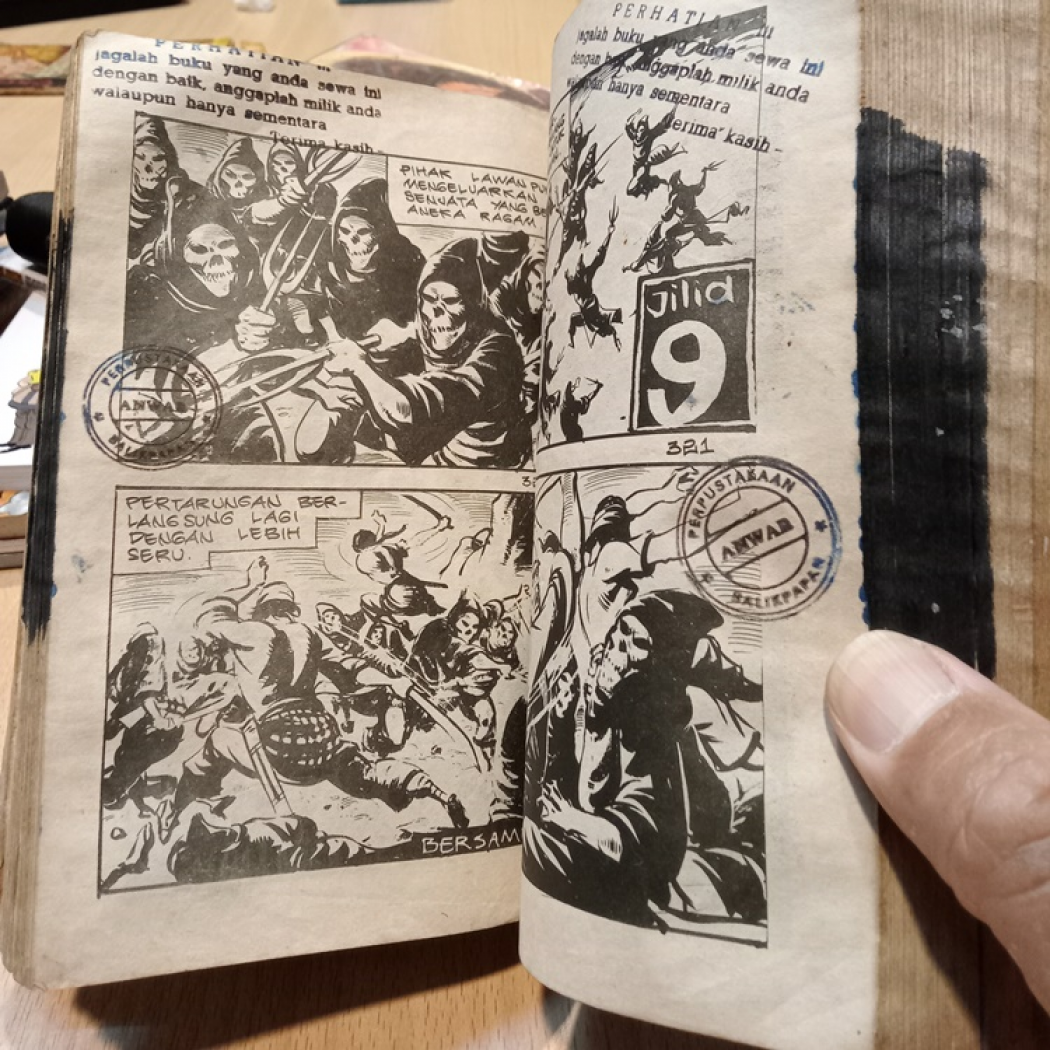 PERHATIAN !!!
jagalah buku yang anda sewa ini
dengan baik, anggaplah milik anda
walaupun hanya sementara
Terima kasih -
PIHAK LAWAN PUN
MENGELUARKAN
SENJATA YANG BE
ANEKA RAGAM
PERPUSTAKAAN
ANWAR
BALIKPAPAN
32
PERTARUNGAN BER-
LANGSUNG LAGI
DENGAN LEBIH
SERU.
BERSAM
PERHATIAN !!!
jagalah buku yang anda sewa ini
dengan baik, anggaplah milik anda
walaupun hanya sementara
Terima kasih -
Jilid
9
321
PERPUSTAKAAN
ANWAR
BALIKPAPAN